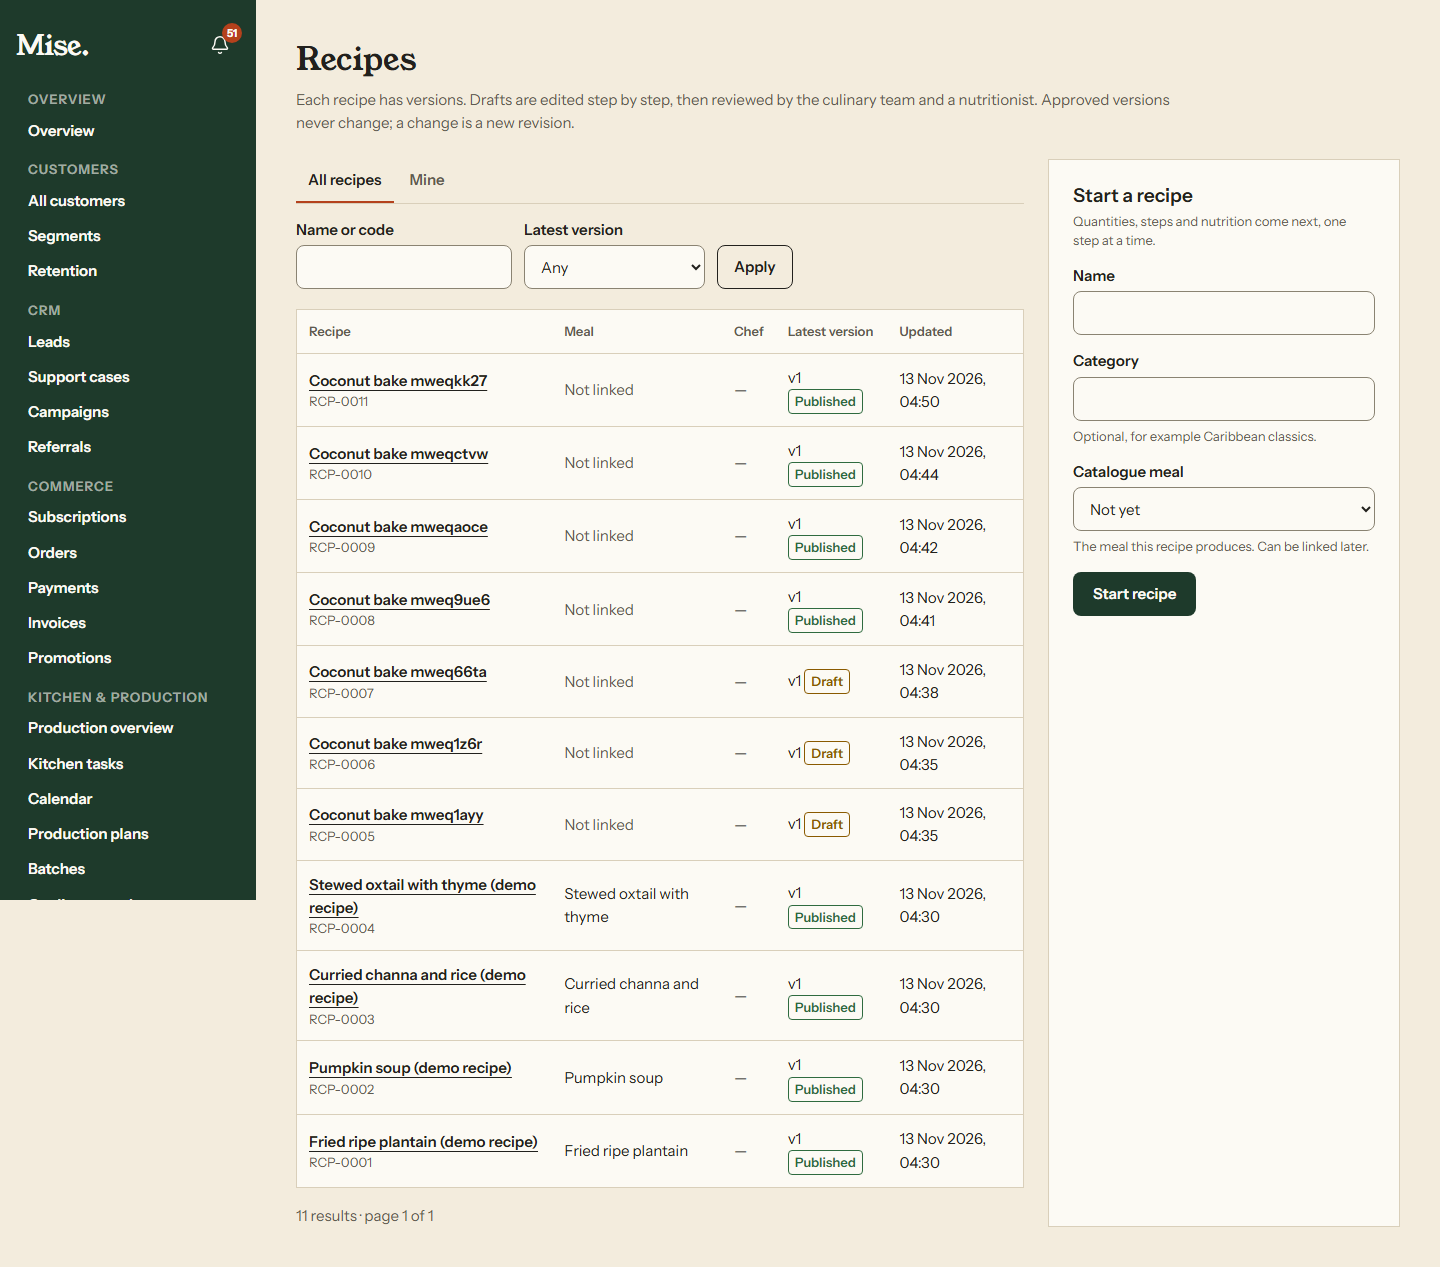 Mise.
51
OVERVIEW
Overview
CUSTOMERS
All customers
Segments
Retention
CRM
Leads
Support cases
Campaigns
Referrals
COMMERCE
Subscriptions
Orders
Payments
Invoices
Promotions
KITCHEN & PRODUCTION
Production overview
Kitchen tasks
Calendar
Production plans
Batches
Recipes
Each recipe has versions. Drafts are edited step by step, then reviewed by the culinary team and a nutritionist. Approved versions
never change; a change is a new revision.
All recipes Mine
Name or code Latest version
Any Apply
Recipe Meal Chef Latest version Updated
Coconut bake mweqkk27
RCP-0011
Not linked
—
v1
Published
13 Nov 2026,
04:50
Coconut bake mweqctvw
RCP-0010
Not linked
—
v1
Published
13 Nov 2026,
04:44
Coconut bake mweqaoce
RCP-0009
Not linked
—
v1
Published
13 Nov 2026,
04:42
Coconut bake mweq9ue6
RCP-0008
Not linked
—
v1
Published
13 Nov 2026,
04:41
Coconut bake mweq66ta
RCP-0007
Not linked
—
v1 Draft
13 Nov 2026,
04:38
Coconut bake mweq1z6r
RCP-0006
Not linked
—
v1 Draft
13 Nov 2026,
04:35
Coconut bake mweq1ayy
RCP-0005
Not linked
—
v1 Draft
13 Nov 2026,
04:35
Stewed oxtail with thyme (demo
recipe)
RCP-0004
Stewed oxtail with
thyme
—
v1
Published
13 Nov 2026,
04:30
Curried channa and rice (demo
recipe)
RCP-0003
Curried channa and
rice
—
v1
Published
13 Nov 2026,
04:30
Pumpkin soup (demo recipe)
RCP-0002
Pumpkin soup
—
v1
Published
13 Nov 2026,
04:30
Fried ripe plantain (demo recipe)
RCP-0001
Fried ripe plantain
—
v1
Published
13 Nov 2026,
04:30
11 results · page 1 of 1
Start a recipe
Quantities, steps and nutrition come next, one
step at a time.
Name
Category
Optional, for example Caribbean classics.
Catalogue meal
Not yet
The meal this recipe produces. Can be linked later.
Start recipe